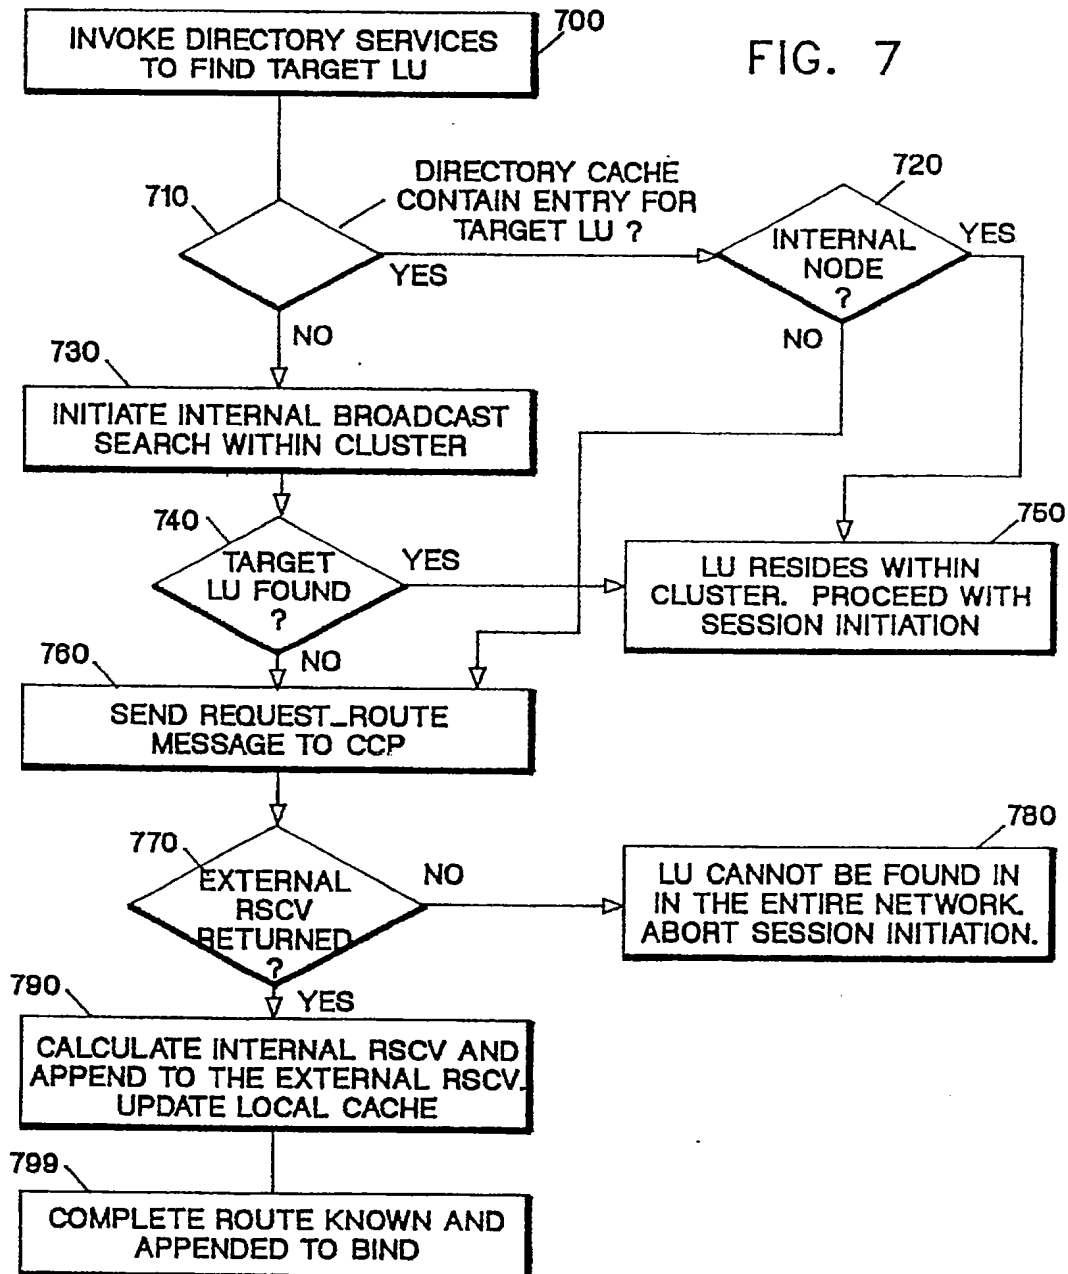 INVOKE DIRECTORY SERVICES
TO FIND TARGET LU
700
FIG. 7
710
DIRECTORY CACHE
CONTAIN ENTRY FOR
TARGET LU ?
YES
NO
720
INTERNAL
NODE
?
YES
NO
730
INITIATE INTERNAL BROADCAST
SEARCH WITHIN CLUSTER
740
TARGET
LU FOUND
?
YES
NO
750
LU RESIDES WITHIN
CLUSTER. PROCEED WITH
SESSION INITIATION
760
SEND REQUEST_ROUTE
MESSAGE TO CCP
770
EXTERNAL
RSCV
RETURNED
?
NO
YES
780
LU CANNOT BE FOUND IN
IN THE ENTIRE NETWORK.
ABORT SESSION INITIATION.
790
CALCULATE INTERNAL RSCV AND
APPEND TO THE EXTERNAL RSCV.
UPDATE LOCAL CACHE
799
COMPLETE ROUTE KNOWN AND
APPENDED TO BIND